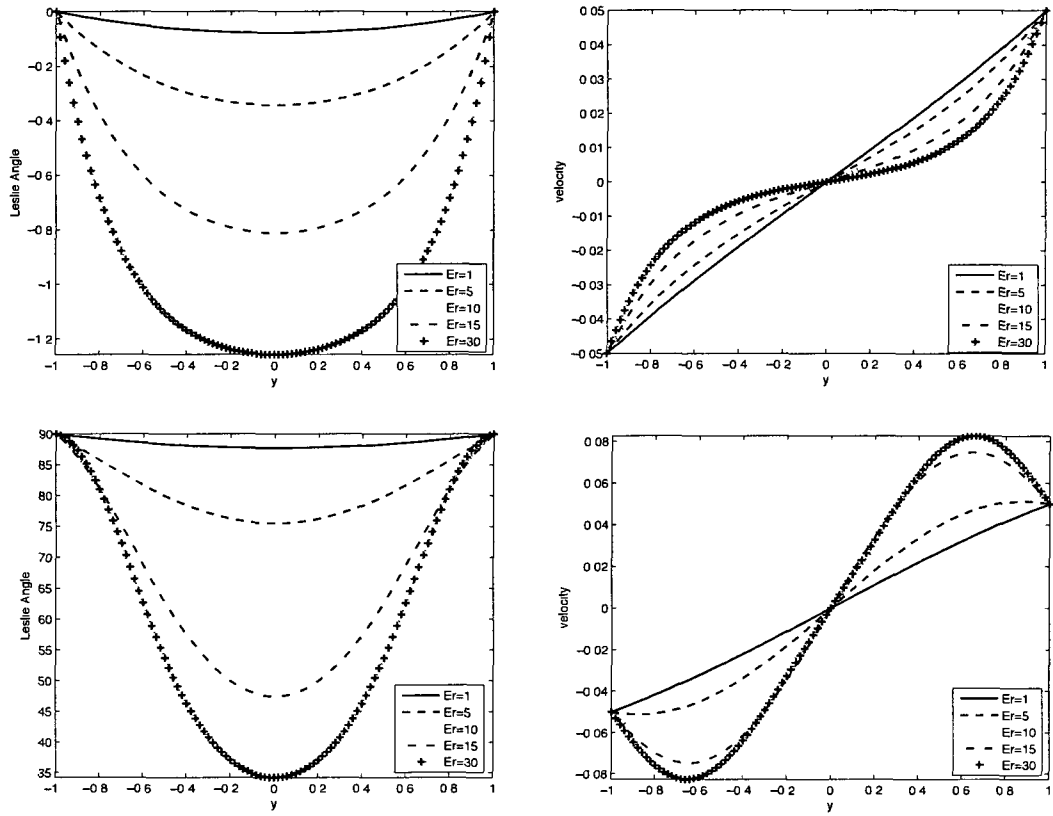 0
−0.2
−0.4
−0.6
−0.8
−1
−1 2
Leslie Angle
Er=1
Er=5
Er=10
Er=15
Er=30
−1 −0 8 −0 6 −0 4 −0 2 0 0 2 0 4 0 6 0 8 1
y
0 05
0 04
0 03
0 02
0 01
0
−0.01
−0 02
−0 03
−0 04
−0 05
velocity
Er=1
Er=5
Er=10
Er=15
Er=30
−1 −0 8 −0 6 −0 4 −0 2 0 0 2 0 4 0 6 0 8 1
y
90
85
80
75
70
65
60
55
50
45
40
35
Leslie Angle
Er=1
Er=5
Er=10
Er=15
Er=30
−1 −0 8 −0 6 −0 4 −0 2 0 0 2 0 4 0 6 0 8 1
y
0 08
0 06
0 04
0 02
0
−0 02
−0 04
−0 06
−0 08
velocity
Er=1
Er=5
Er=10
Er=15
Er=30
−1 −0 8 −0 6 −0 4 −0 2 0 0 2 0 4 0 6 0 8 1
y